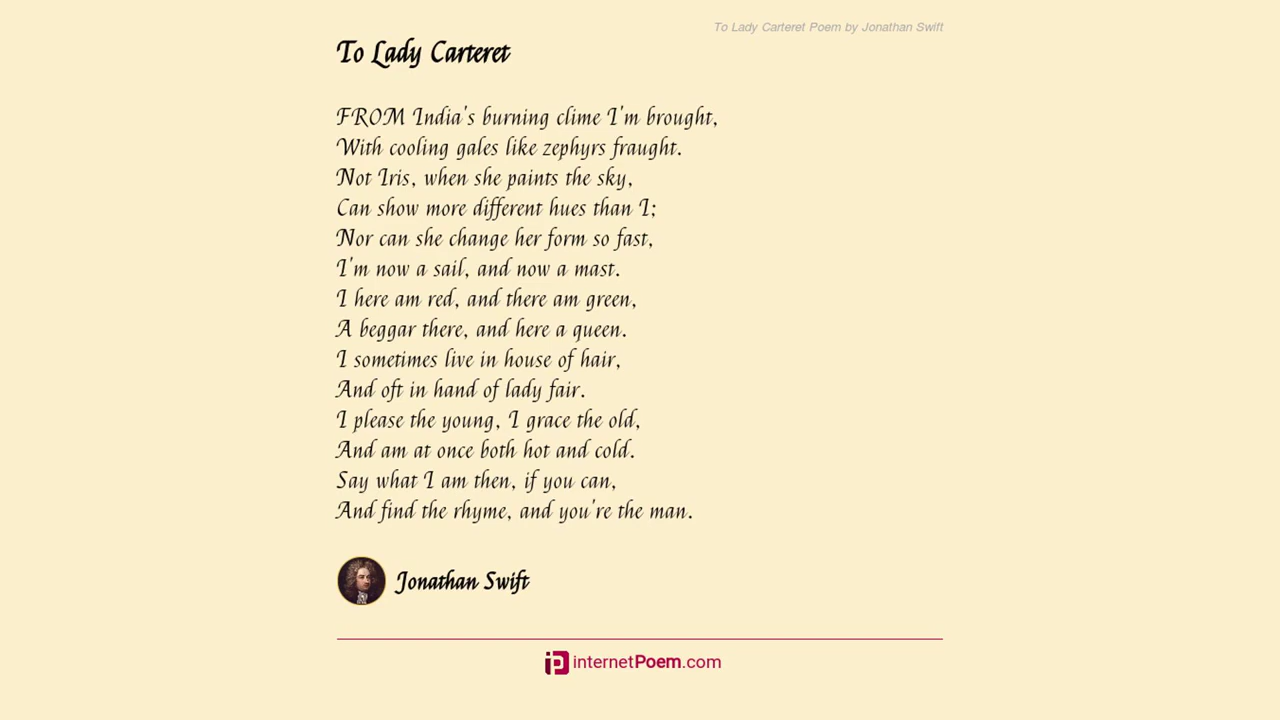 To Lady Carteret Poem by Jonathan Swift
To Lady Carteret
FROM India's burning clime I'm brought,
With cooling gales like zephyrs fraught.
Not Iris, when she paints the sky,
Can show more different hues than I;
Nor can she change her form so fast,
I'm now a sail, and now a mast.
I here am red, and there am green,
A beggar there, and here a queen.
I sometimes live in house of hair,
And oft in hand of lady fair.
I please the young, I grace the old,
And am at once both hot and cold.
Say what I am then, if you can,
And find the rhyme, and you're the man.
Jonathan Swift
internetPoem.com